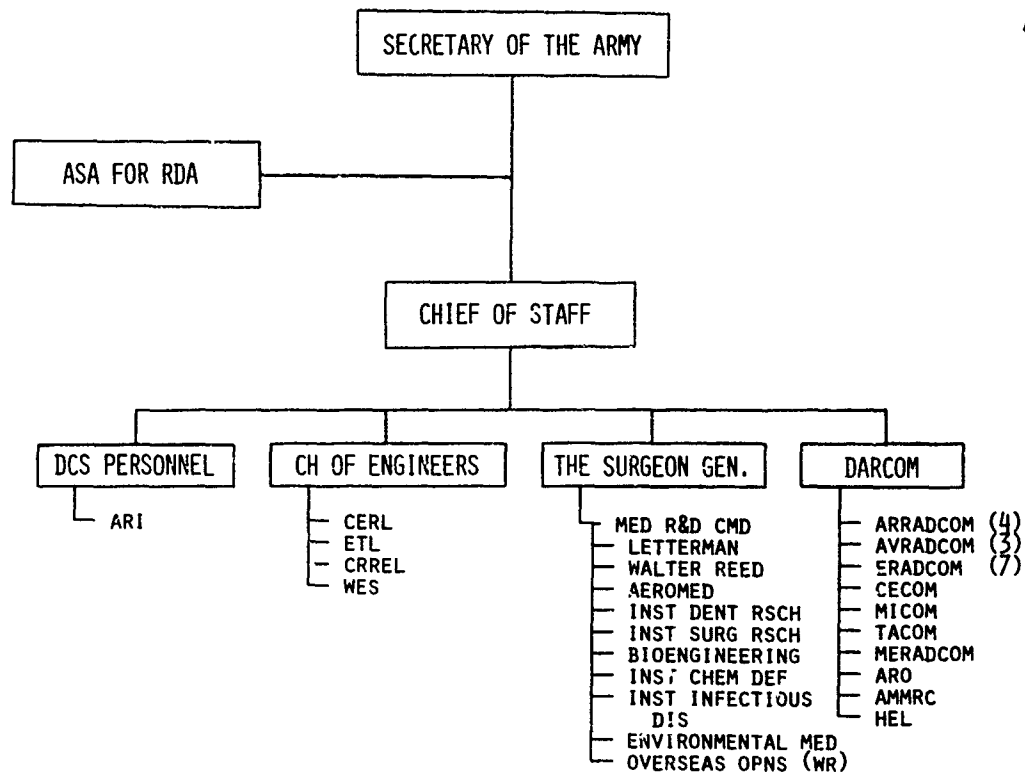 SECRETARY OF THE ARMY
ASA FOR RDA
CHIEF OF STAFF
DCS PERSONNEL
ARI
CH OF ENGINEERS
CERL
ETL
CRREL
WES
THE SURGEON GEN.
MED R&D CMD
LETTERMAN
WALTER REED
AEROMED
INST DENT RSCH
INST SURG RSCH
BIOENGINEERING
INST CHEM DEF
INST INFECTIOUS
DIS
ENVIRONMENTAL MED
OVERSEAS OPNS (WR)
DARCOM
ARRADCOM (4)
AVRADCOM (3)
ERADCOM (7)
CECOM
MICOM
TACOM
MERADCOM
ARO
AMMRC
HEL